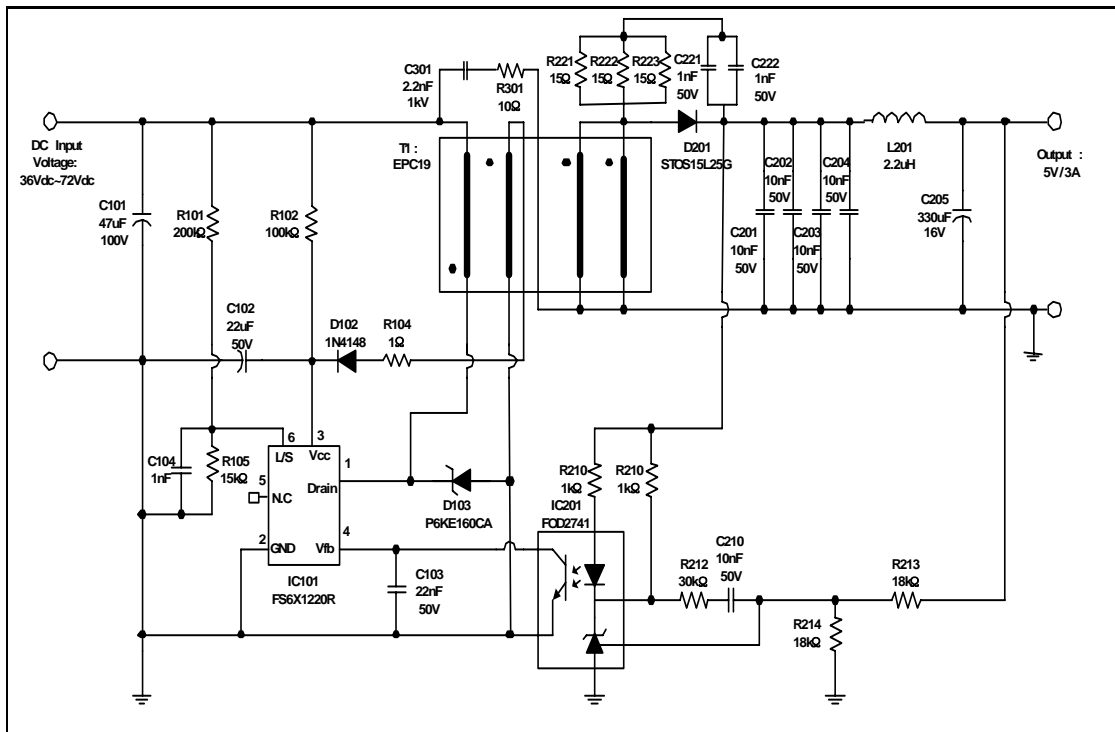 R221
15Ω
R222
15Ω
R223
15Ω
C221
1nF
50V
C222
1nF
50V
C301
2.2nF
1kV
R301
10Ω
DC Input
Voltage:
36Vdc~72Vdc
T1 :
EPC19
D201
STOS15L25G
L201
2.2uH
Output :
5V/3A
C101
47uF
100V
R101
200kΩ
R102
100kΩ
C202
10nF
50V
C204
10nF
50V
C201
10nF
50V
C203
10nF
50V
C205
330uF
16V
C102
22uF
50V
D102
1N4148
R104
1Ω
C104
1nF
R105
15kΩ
6
3
L/S
Vcc
1
5
N.C
Drain
D103
P6KE160CA
2
4
GND
Vfb
IC101
FS6X1220R
C103
22nF
50V
R210
1kΩ
R210
1kΩ
IC201
FOD2741
R212
30kΩ
C210
10nF
50V
R213
18kΩ
R214
18kΩ